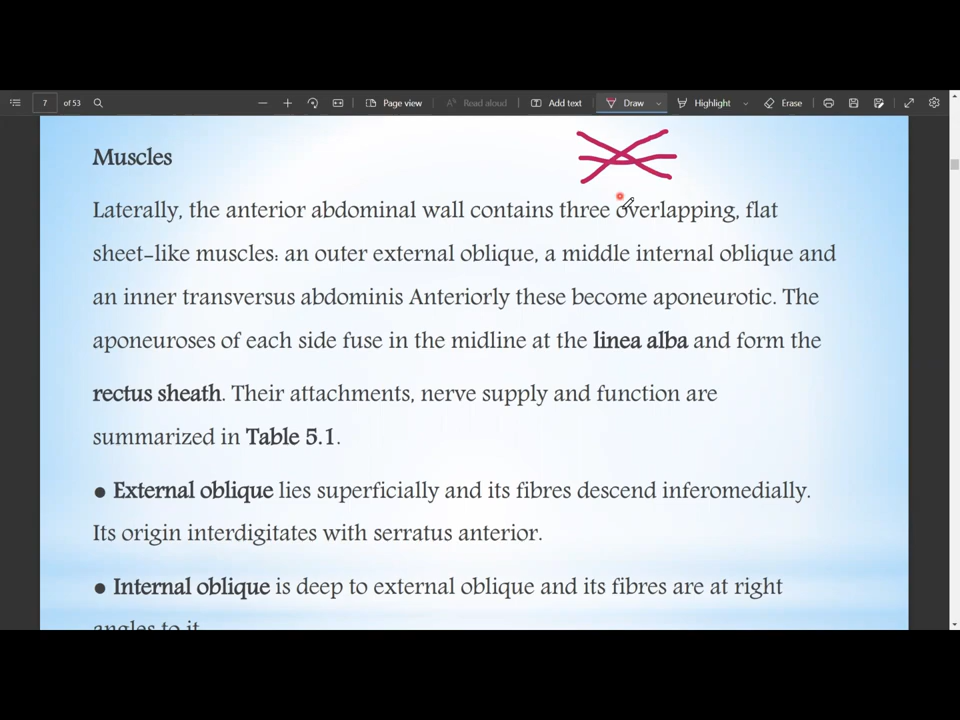 7 of 53 Page view Read aloud Add text Draw Highlight Erase
Muscles
Laterally, the anterior abdominal wall contains three overlapping, flat
sheet-like muscles: an outer external oblique, a middle internal oblique and
an inner transversus abdominis Anteriorly these become aponeurotic. The
aponeuroses of each side fuse in the midline at the linea alba and form the
rectus sheath. Their attachments, nerve supply and function are
summarized in Table 5.1.
● External oblique lies superficially and its fibres descend inferomedially.
Its origin interdigitates with serratus anterior.
● Internal oblique is deep to external oblique and its fibres are at right
angles to it